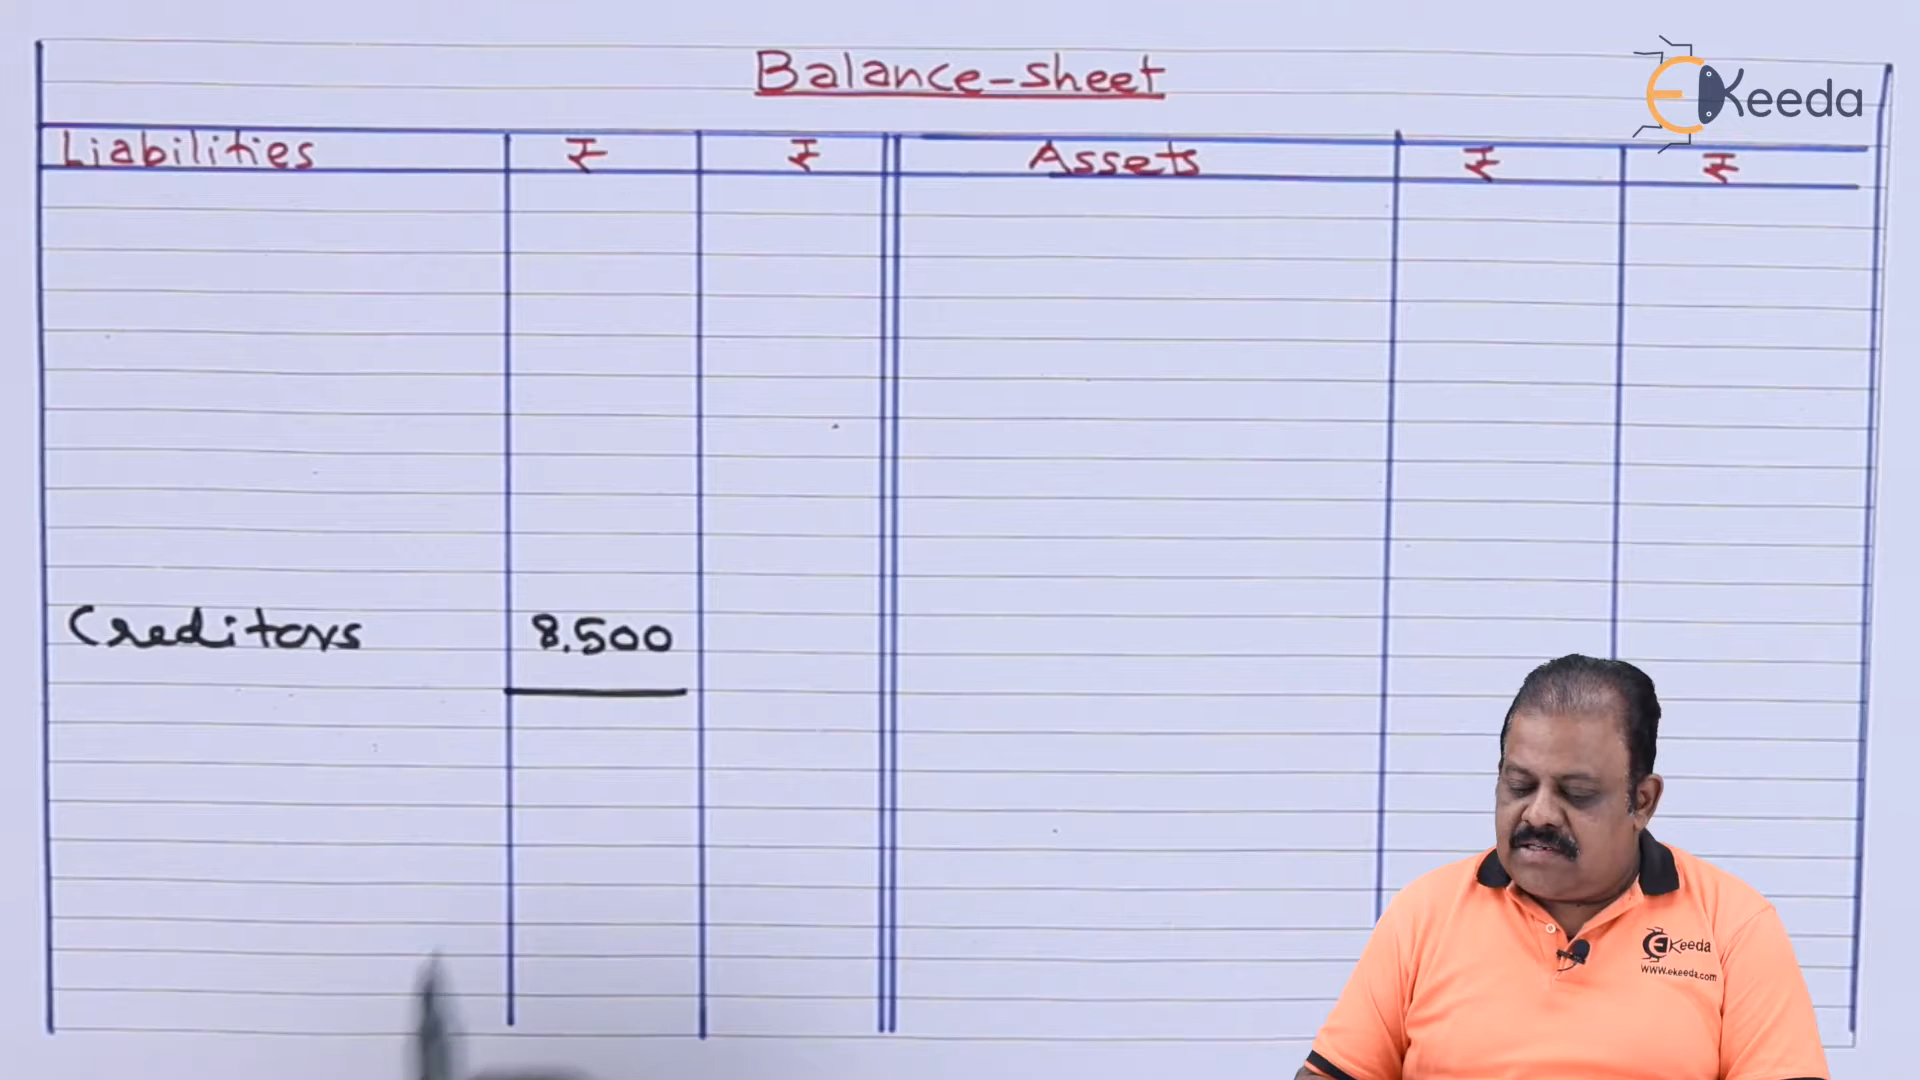 Balance-sheet
EKeeda
Liabilities ₹ ₹ Assets ₹ ₹
Creditors 8,500
EKeeda
www.ekeeda.com